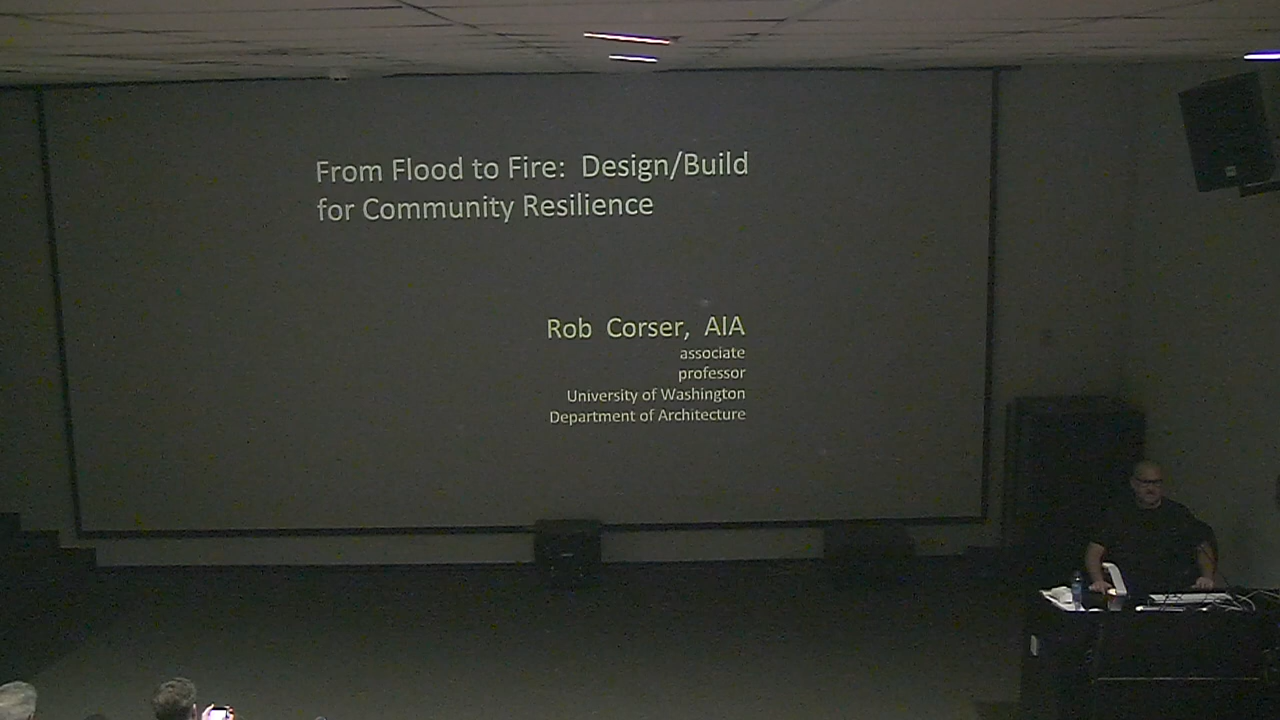 From Flood to Fire: Design/Build
for Community Resilience
Rob Corser, AIA
associate
professor
University of Washington
Department of Architecture